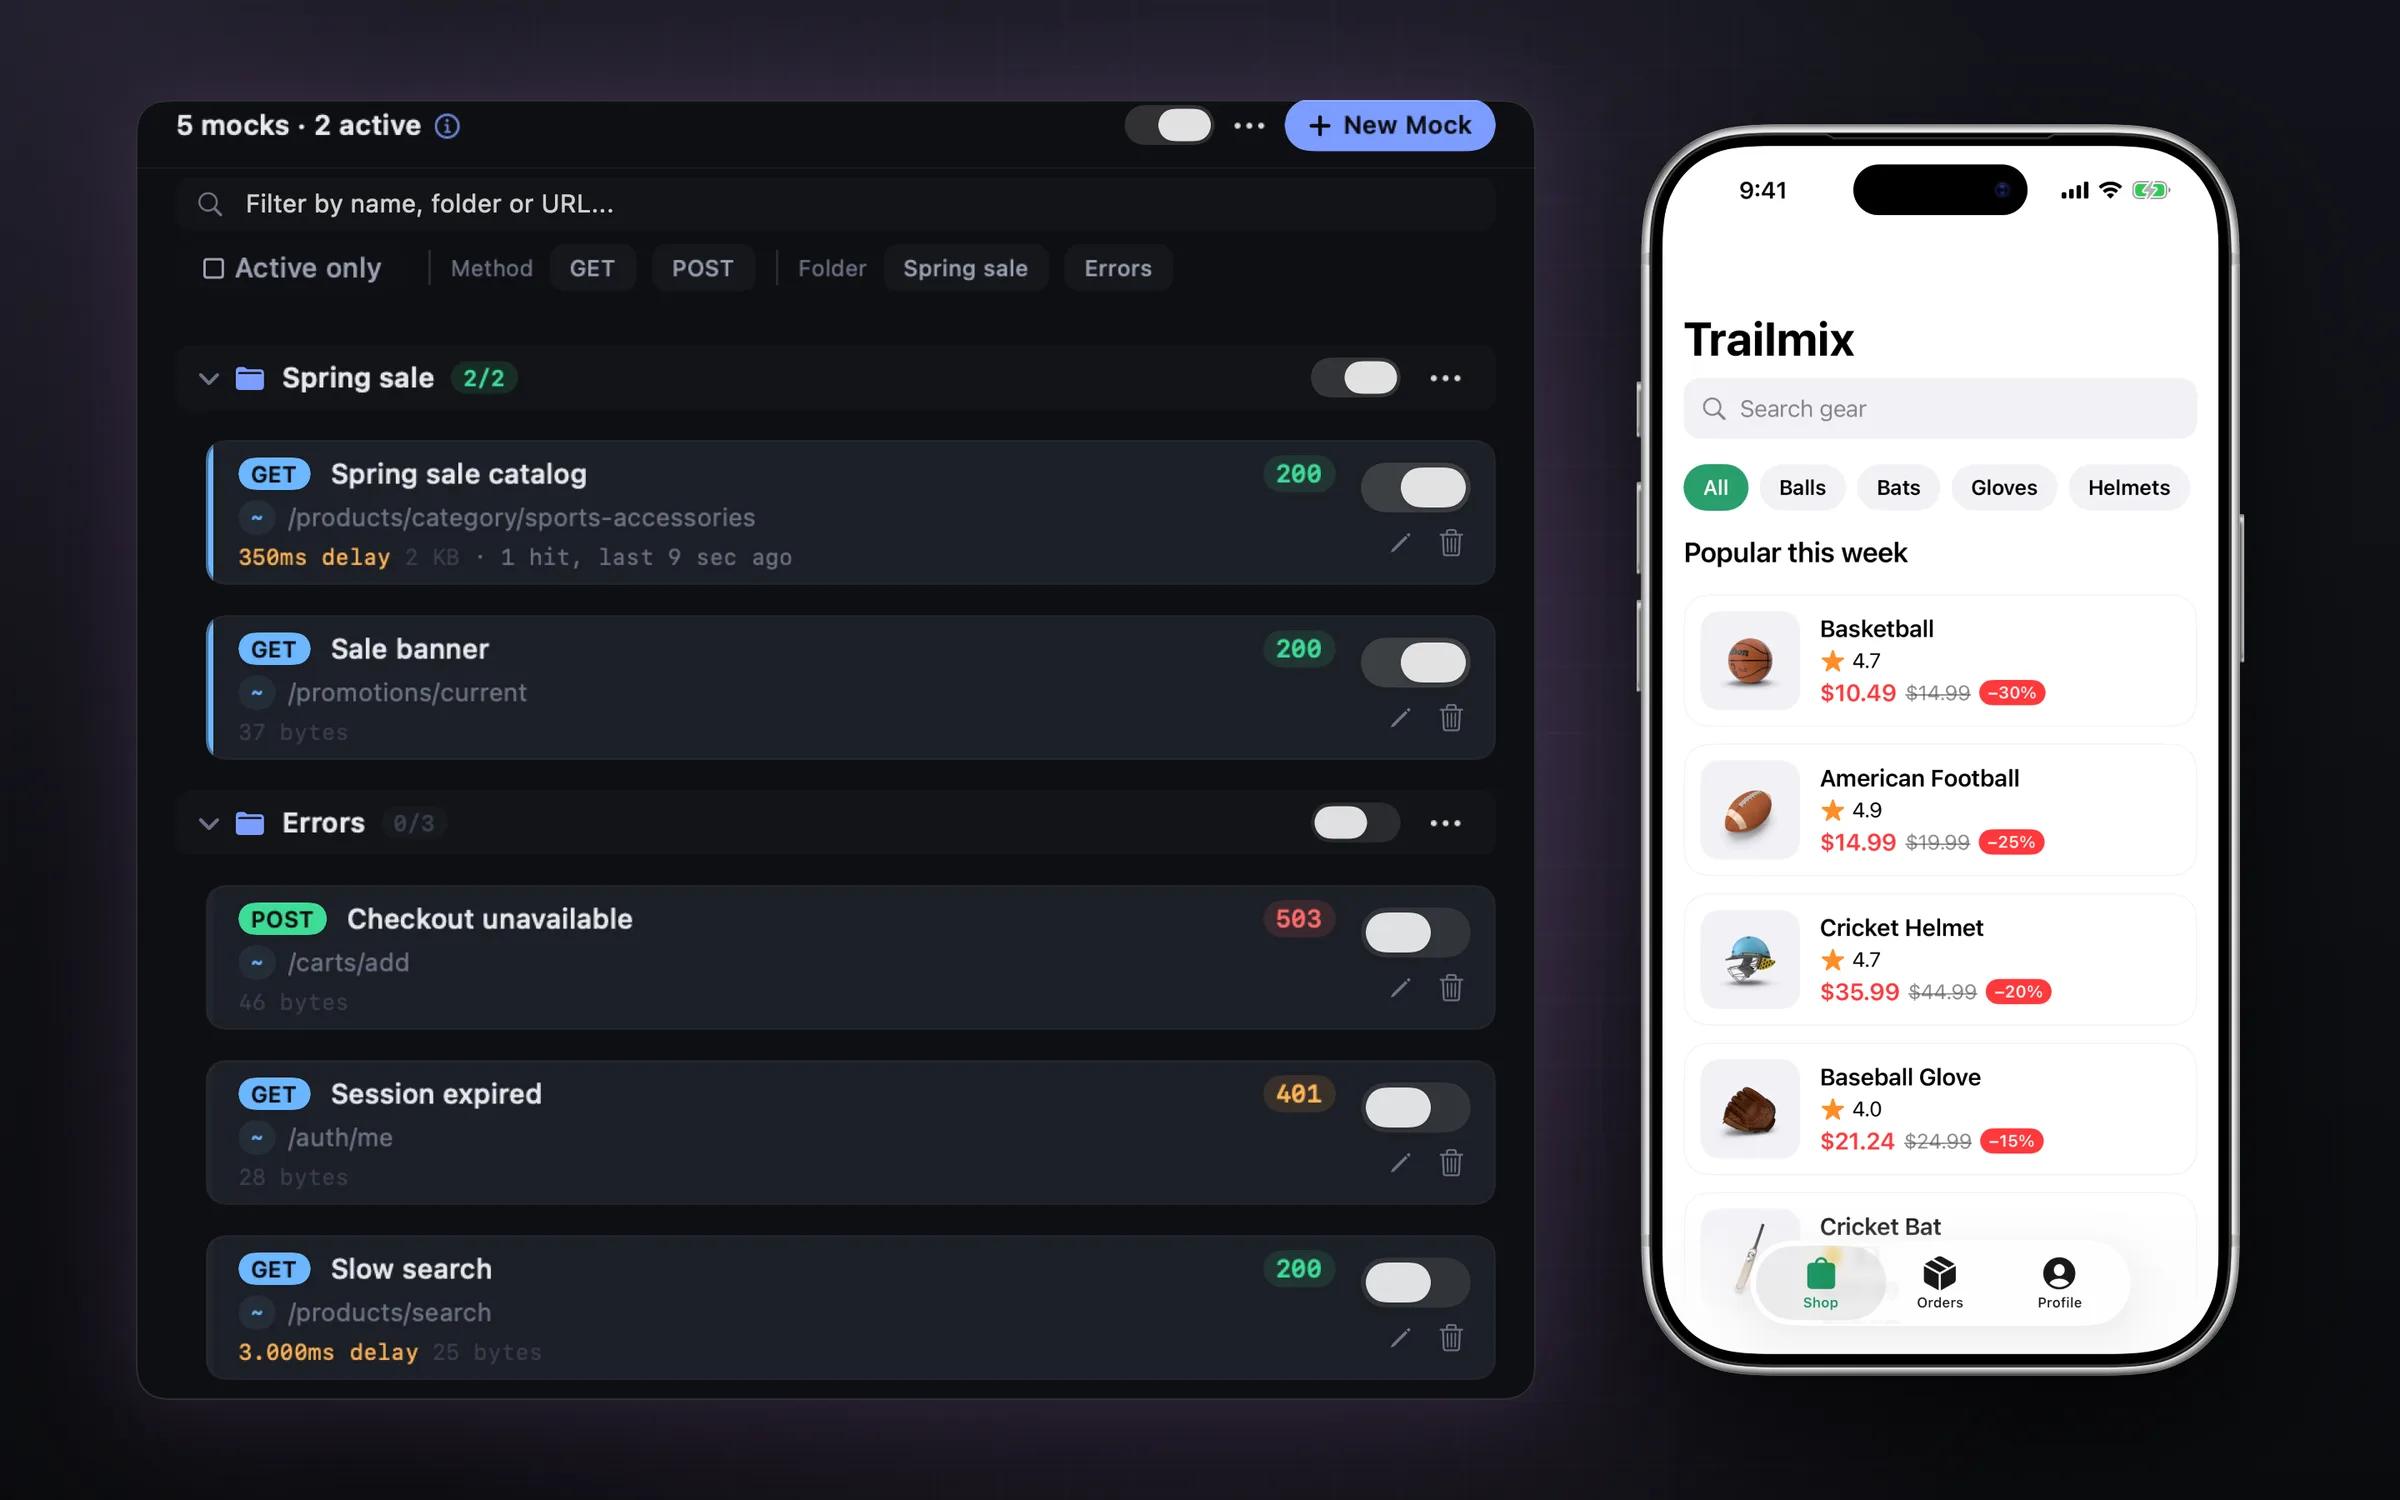 5 mocks · 2 active
+ New Mock
Filter by name, folder or URL...
Active only
Method
GET
POST
Folder
Spring sale
Errors
Spring sale 2/2
GET Spring sale catalog 200
~ /products/category/sports-accessories
350ms delay 2 KB · 1 hit, last 9 sec ago
GET Sale banner 200
~ /promotions/current
37 bytes
Errors 0/3
POST Checkout unavailable 503
~ /carts/add
46 bytes
GET Session expired 401
~ /auth/me
28 bytes
GET Slow search 200
~ /products/search
3.000ms delay 25 bytes
9:41
Trailmix
Search gear
All
Balls
Bats
Gloves
Helmets
Popular this week
Basketball
4.7
$10.49 $14.99 −30%
American Football
4.9
$14.99 $19.99 −25%
Cricket Helmet
4.7
$35.99 $44.99 −20%
Baseball Glove
4.0
$21.24 $24.99 −15%
Cricket Bat
Shop
Orders
Profile